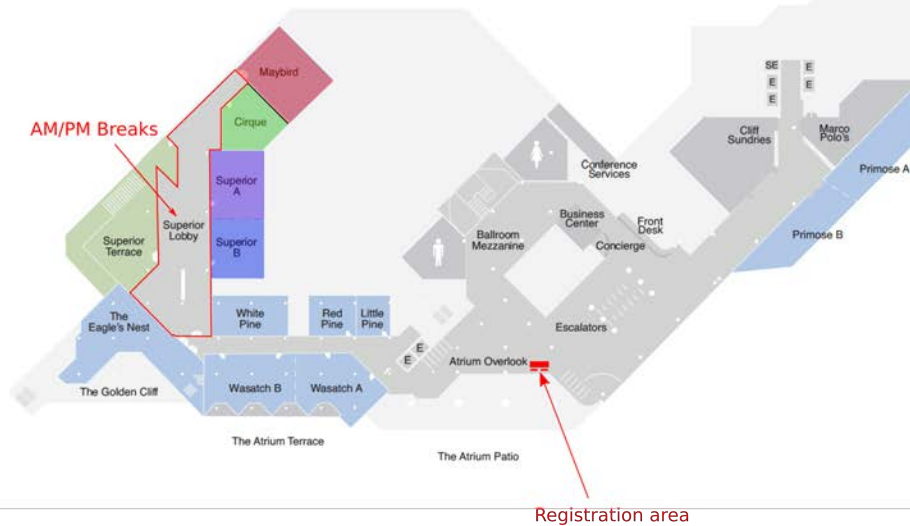 Maybird
SE
E
E
E
E
E
AM/PM Breaks
Cirque
Cliff
Sundries
Marco
Polo's
Conference
Services
Primose A
Superior
A
Superior
Lobby
Business
Center
Front
Desk
Superior
Terrace
Superior
B
Ballroom
Mezzanine
Concierge
Primose B
The
Eagle's Nest
White
Pine
Red
Pine
Little
Pine
Escalators
E
E
Atrium Overlook
The Golden Cliff
Wasatch B
Wasatch A
The Atrium Terrace
The Atrium Patio
Registration area